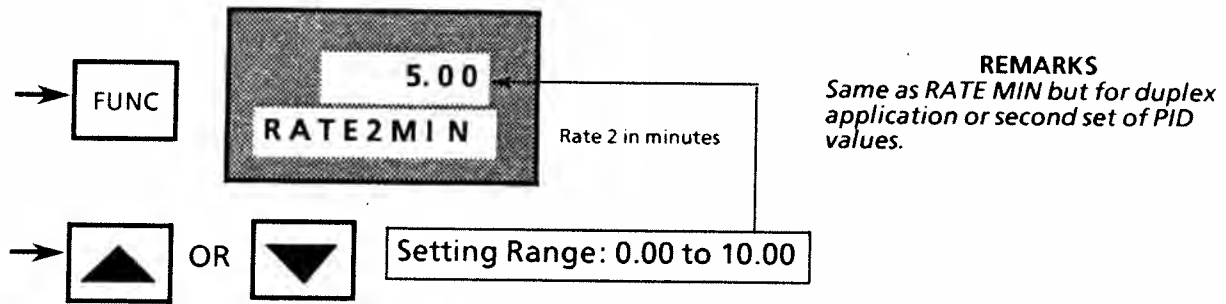 FUNC
5.00
RATE2MIN
Rate 2 in minutes
REMARKS
Same as RATE MIN but for duplex
application or second set of PID
values.
OR
Setting Range: 0.00 to 10.00